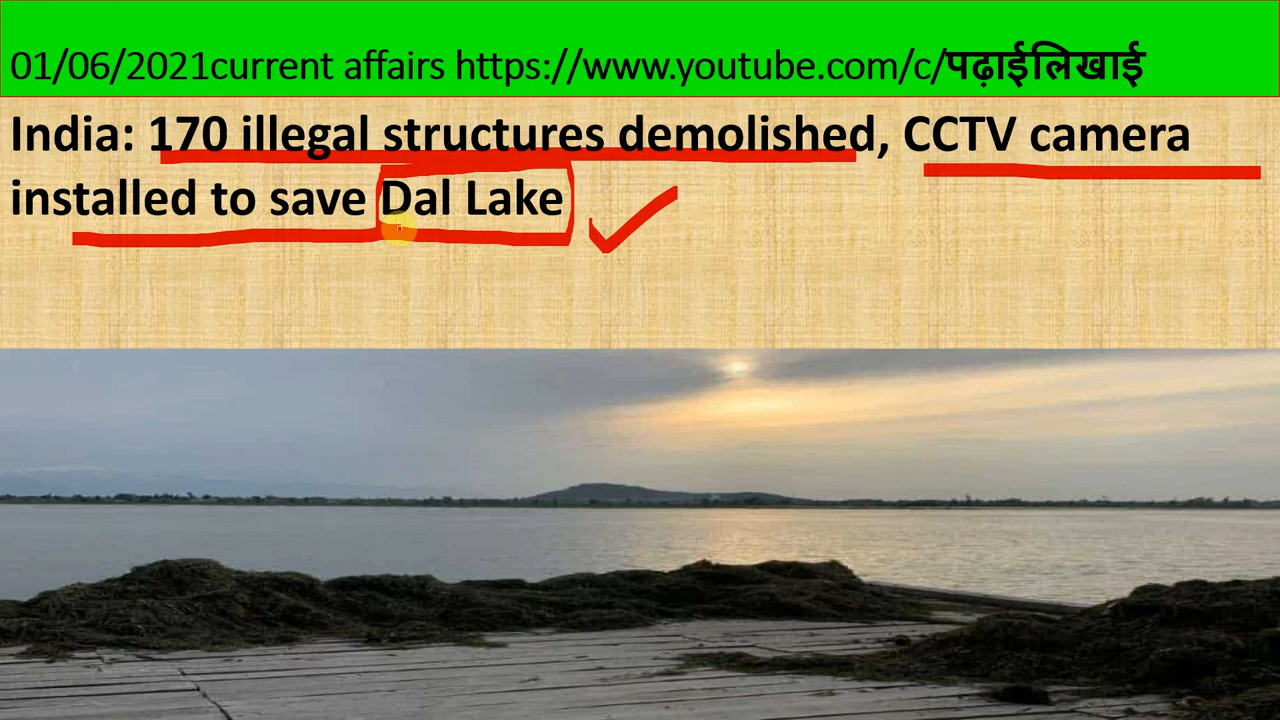 01/06/2021current affairs https://www.youtube.com/c/पढ़ाईलिखाई
India: 170 illegal structures demolished, CCTV camera
installed to save Dal Lake